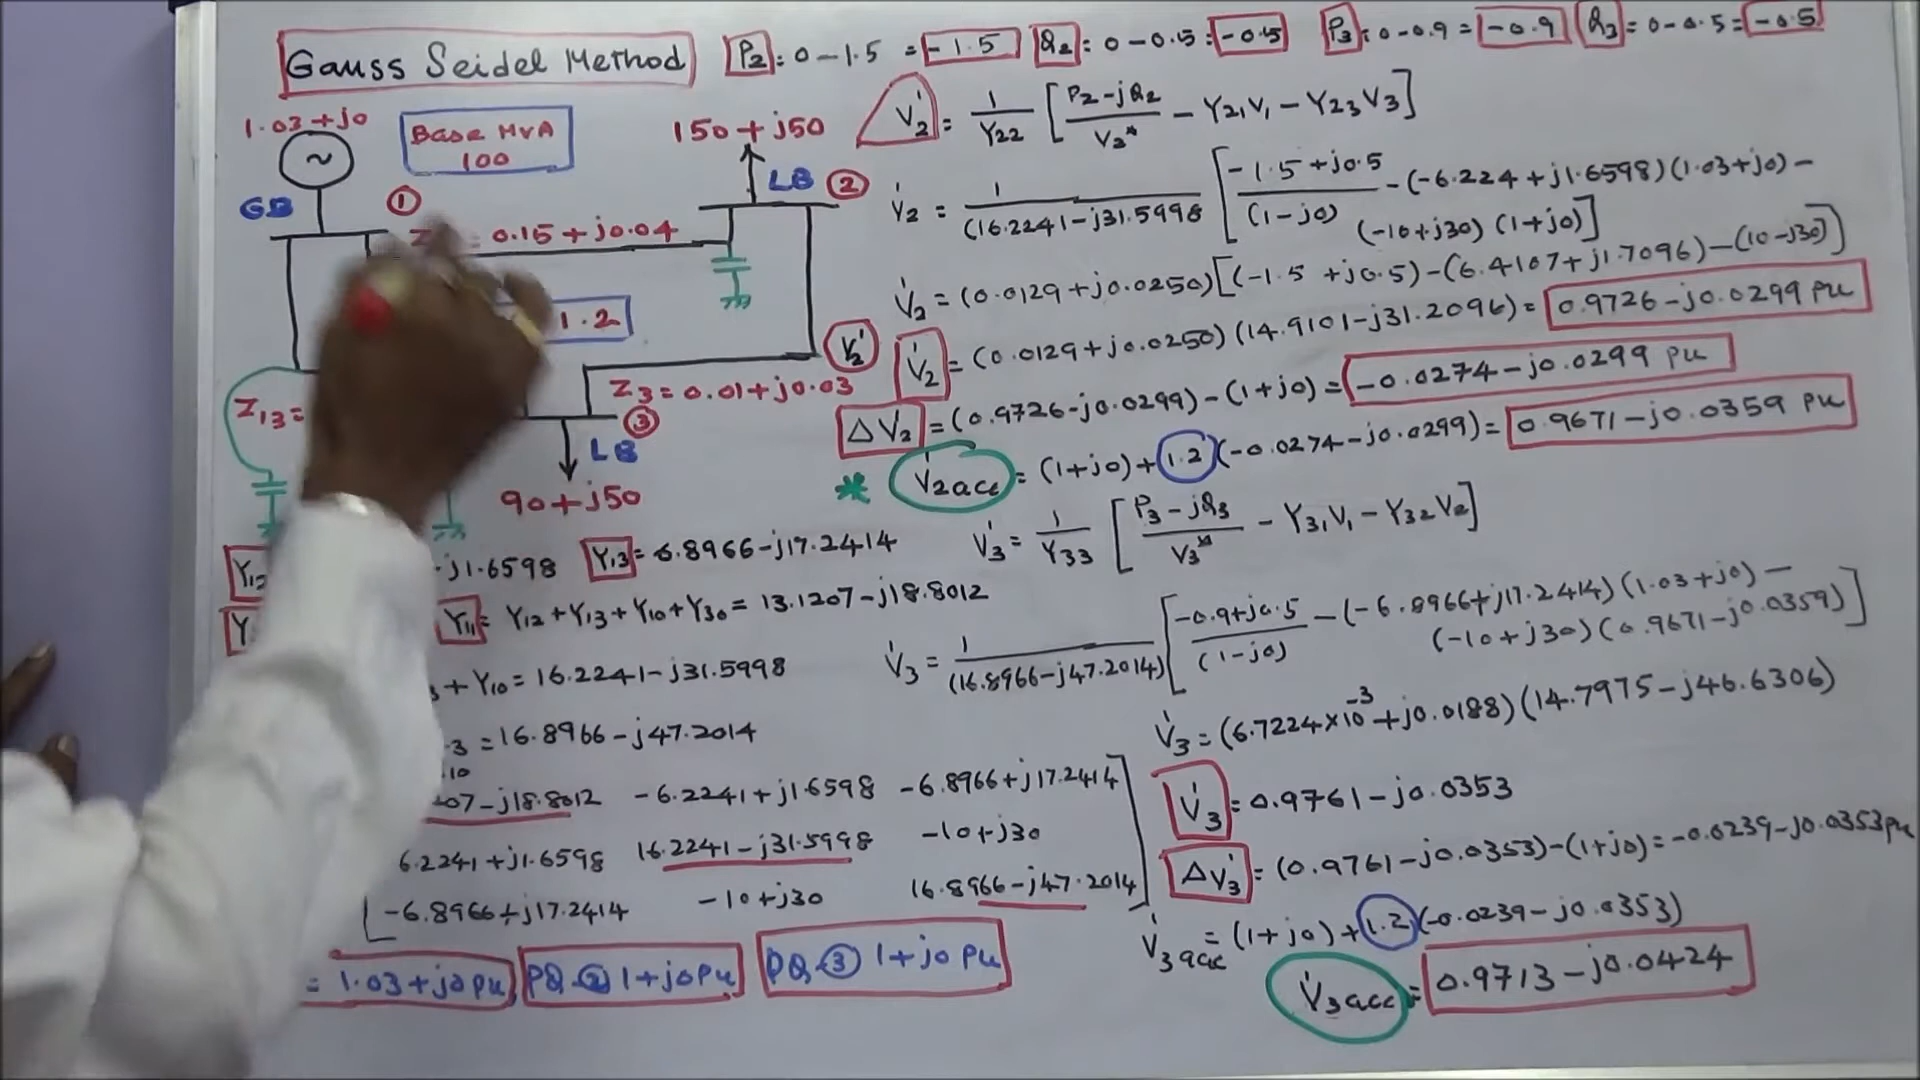 Gauss Seidel Method
P2 = 0 - 1.5 = -1.5 Q2 = 0 - 0.5 = -0.5 P3 = 0 - 0.9 = -0.9 Q3 = 0 - 0.5 = -0.5
1.03+j0
Base MVA
100
150+j50
GB
1
LB 2
0.15+j0.04
1.2
V2'
Z13=
Z3=0.01+j0.03
3
LB
90+j50
Y12 -j1.6598 Y13=6.8966-j17.2414
Y11= Y12+Y13+Y10+Y30= 13.1207-j18.8012
+Y10=16.2241-j31.5998
=16.8966-j47.2014
07-j18.8012 -6.2241+j1.6598 -6.8966+j17.2414
6.2241+j1.6598 16.2241-j31.5998 -10+j30
-6.8966+j17.2414 -10+j30 16.8966-j47.2014
= 1.03+j0 pu PQ-2 1+j0 pu PQ-3 1+j0 pu
V2' = 1/Y22 [P2-jQ2/V2* - Y21V1 - Y23V3]
V2' = 1/(16.2241-j31.5998 [-1.5+j0.5/(1-j0) -(-6.224+j1.6598)(1.03+j0)-
(-10+j30)(1+j0)]
V2' = (0.0129+j0.0250)[(-1.5+j0.5)-(6.4107+j1.7096)-(10-j30)]
V2' = (0.0129+j0.0250)(14.9101-j31.2096)= 0.9726-j0.0299 pu
ΔV2' = (0.9726-j0.0299)-(1+j0)= -0.0274-j0.0299 pu
* V2acc' = (1+j0)+1.2(-0.0274-j0.0299)= 0.9671-j0.0359 pu
V3' = 1/Y33 [P3-jQ3/V3* - Y31V1 - Y32V2]
V3' = 1/(16.8966-j47.2014) [-0.9+j0.5/(1-j0) -(-6.8966+j17.2414)(1.03+j0)-
(-10+j30)(0.9671-j0.0359)]
V3' = (6.7224×10-3+j0.0188)(14.7975-j46.6306)
V3' = 0.9761-j0.0353
ΔV3' = (0.9761-j0.0353)-(1+j0)=-0.0239-j0.0353 pu
V3acc' = (1+j0)+1.2(-0.0239-j0.0353)
V3acc' = 0.9713-j0.0424